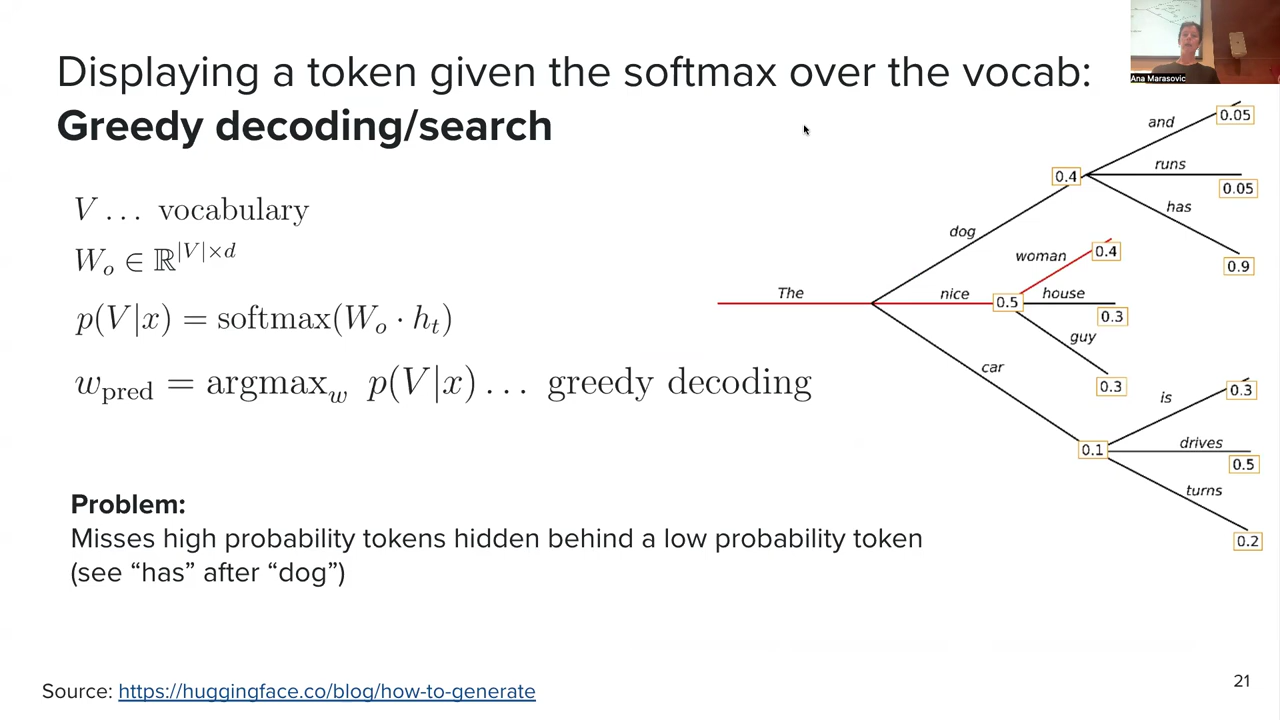 Displaying a token given the softmax over the vocab:
Greedy decoding/search
Ana Marasovic
V ... vocabulary
W_o ∈ ℝ^{|V|×d}
p(V|x) = softmax(W_o · h_t)
w_pred = argmax_w p(V|x) ... greedy decoding
Problem:
Misses high probability tokens hidden behind a low probability token
(see “has” after “dog”)
The
dog
0.4
and
0.05
runs
0.05
has
0.9
nice
0.5
woman
0.4
house
0.3
guy
0.3
car
0.1
is
0.3
drives
0.5
turns
0.2
Source: https://huggingface.co/blog/how-to-generate
21